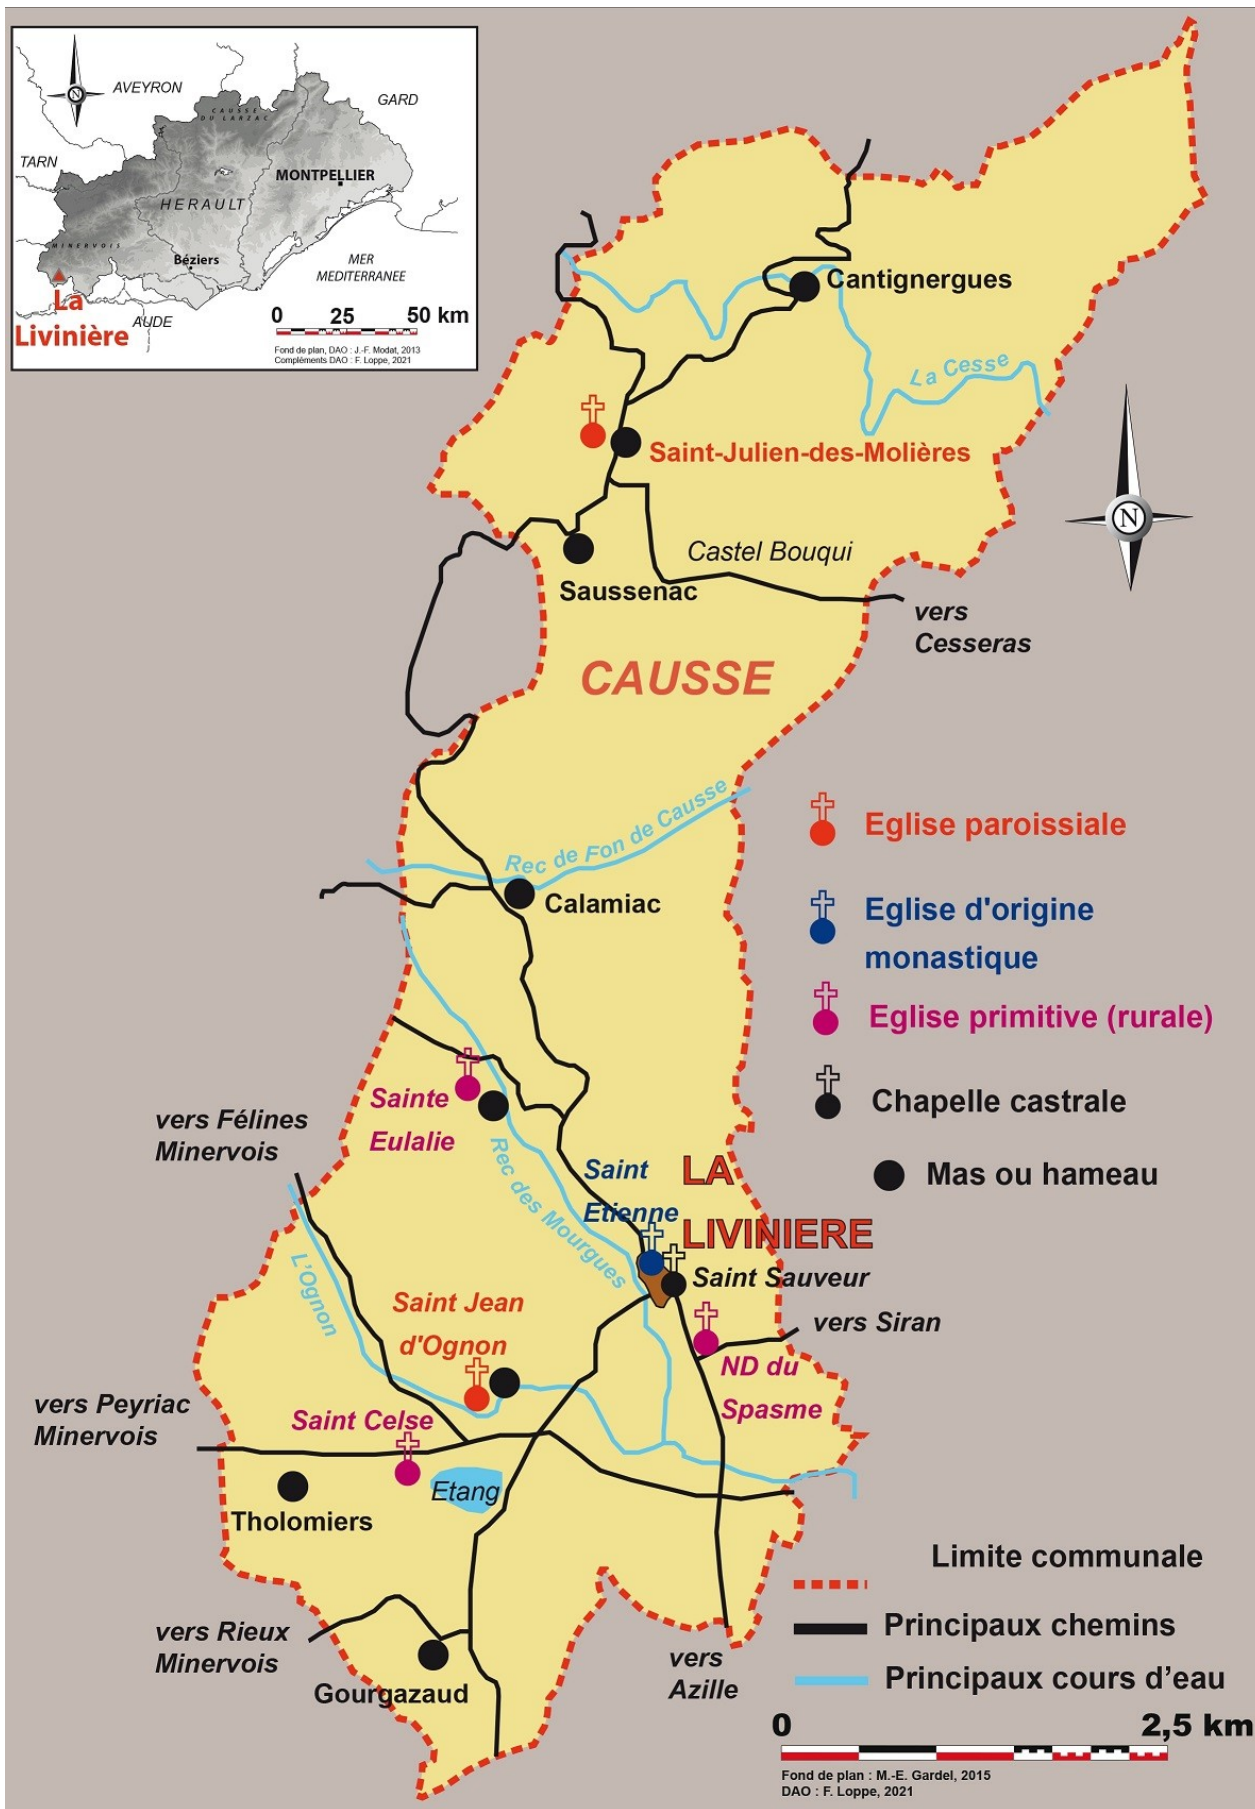 AVEYRON
GARD
CAUSSE
DU LARZAC
TARN
MONTPELLIER
HERAULT
MINERVOIS
Béziers
MER
MEDITERRANEE
La
Livinière
AUDE
0 25 50 km
Fond de plan, DAO : J.-F. Modat, 2013
Compléments DAO : F. Loppe, 2021
N
Cantignergues
La Cesse
Saint-Julien-des-Molières
N
Castel Bouqui
Saussenac
vers
Cesseras
CAUSSE
Rec de Fon de Causse
Calamiac
Eglise paroissiale
Eglise d'origine
monastique
Eglise primitive (rurale)
Chapelle castrale
Mas ou hameau
Sainte
Eulalie
vers Félines
Minervois
Rec des Mourgues
Saint
Etienne
LA
LIVINIERE
Saint Sauveur
L'Ognon
Saint Jean
d'Ognon
vers Siran
ND du
Spasme
vers Peyriac
Minervois
Saint Celse
Etang
Tholomiers
vers Rieux
Minervois
Gourgazaud
vers
Azille
Limite communale
Principaux chemins
Principaux cours d'eau
0 2,5 km
Fond de plan : M.-E. Gardel, 2015
DAO : F. Loppe, 2021